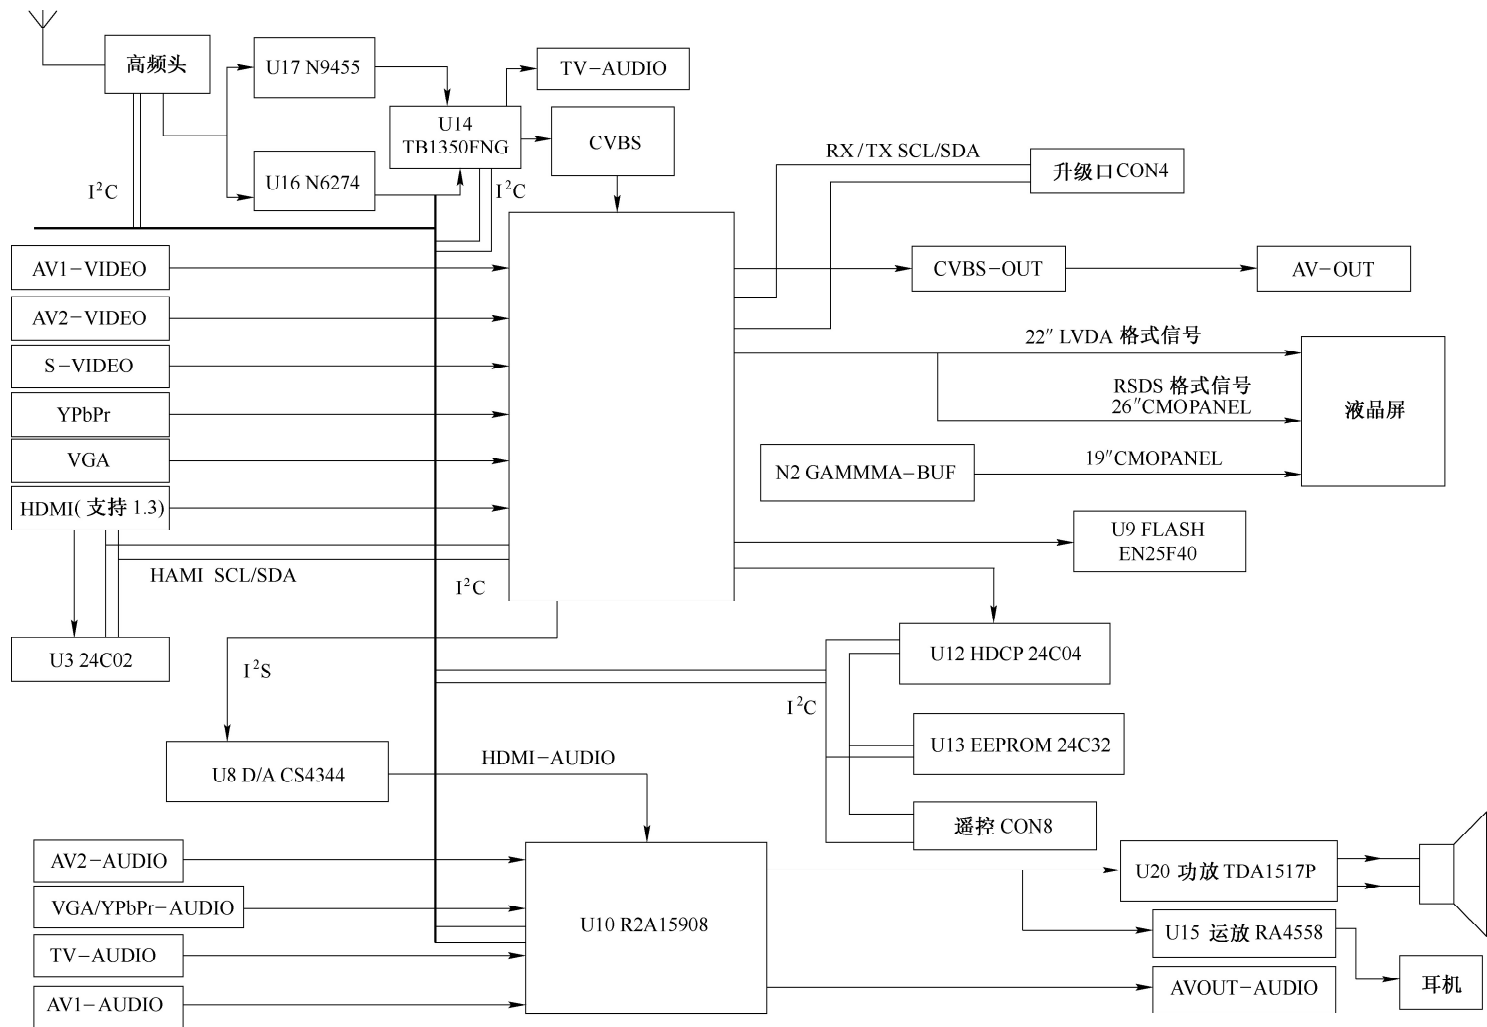 高频头
U17 N9455
TV-AUDIO
U14
TB1350FNG
CVBS
U16 N6274
I²C
I²C
RX/TX SCL/SDA
升级口CON4
AV1-VIDEO
CVBS-OUT
AV-OUT
AV2-VIDEO
22″ LVDA 格式信号
S-VIDEO
RSDS 格式信号
26″CMOPANEL
液晶屏
YPbPr
VGA
N2 GAMMMA-BUF
19″CMOPANEL
HDMI(支持1.3)
U9 FLASH
EN25F40
HAMI SCL/SDA
I²C
U3 24C02
I²S
U12 HDCP 24C04
I²C
U13 EEPROM 24C32
U8 D/A CS4344
HDMI-AUDIO
遥控 CON8
AV2-AUDIO
U20 功放 TDA1517P
VGA/YPbPr-AUDIO
U10 R2A15908
U15 运放 RA4558
TV-AUDIO
AVOUT-AUDIO
耳机
AV1-AUDIO